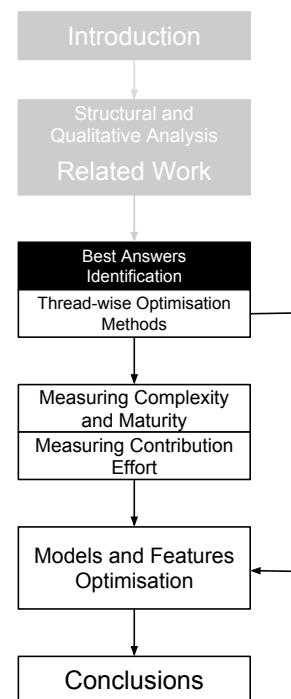 Introduction
Structural and
Qualitative Analysis
Related Work
Best Answers
Identification
Thread-wise Optimisation
Methods
Measuring Complexity
and Maturity
Measuring Contribution
Effort
Models and Features
Optimisation
Conclusions